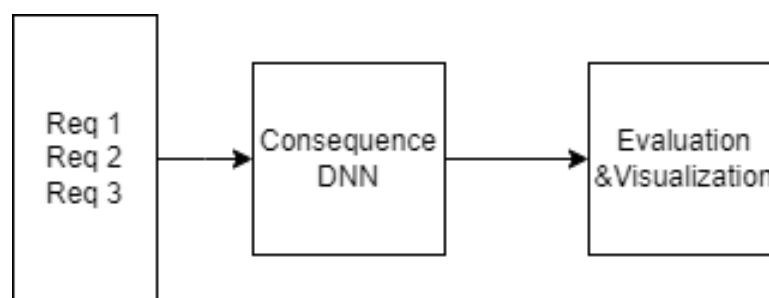 Req 1
Req 2
Req 3
Consequence
DNN
Evaluation
&Visualization